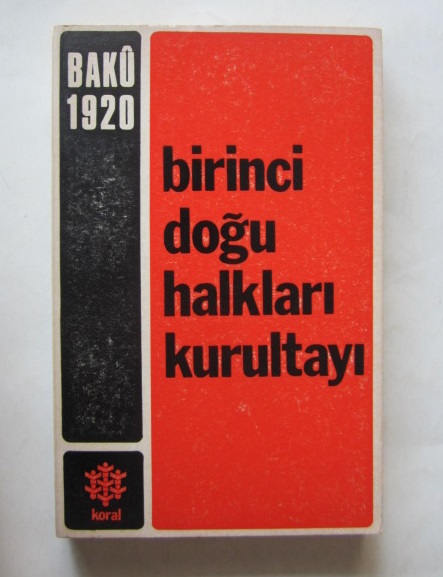 BAKÛ
1920
birinci
doğu
halkları
kurultayı
koral